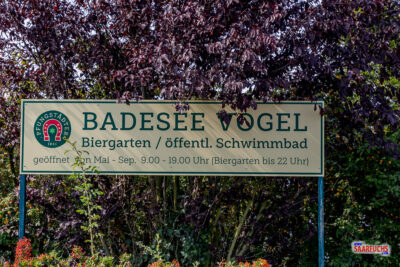 PFUNGSTÄDTER
BADESEE VOGEL
Biergarten / öffentl. Schwimmbad
geöffnet von Mai - Sep. 9.00 - 19.00 Uhr (Biergarten bis 22 Uhr)
SAARFUCHS